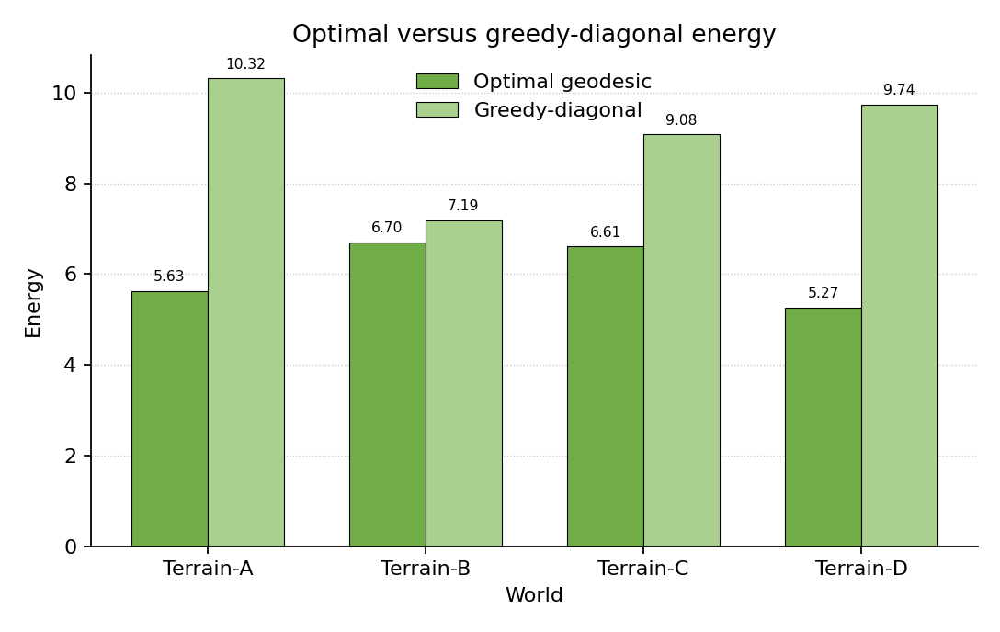 Optimal versus greedy-diagonal energy
Optimal geodesic
Greedy-diagonal
Energy
10
8
6
4
2
0
5.63
10.32
6.70
7.19
6.61
9.08
5.27
9.74
Terrain-A
Terrain-B
Terrain-C
Terrain-D
World